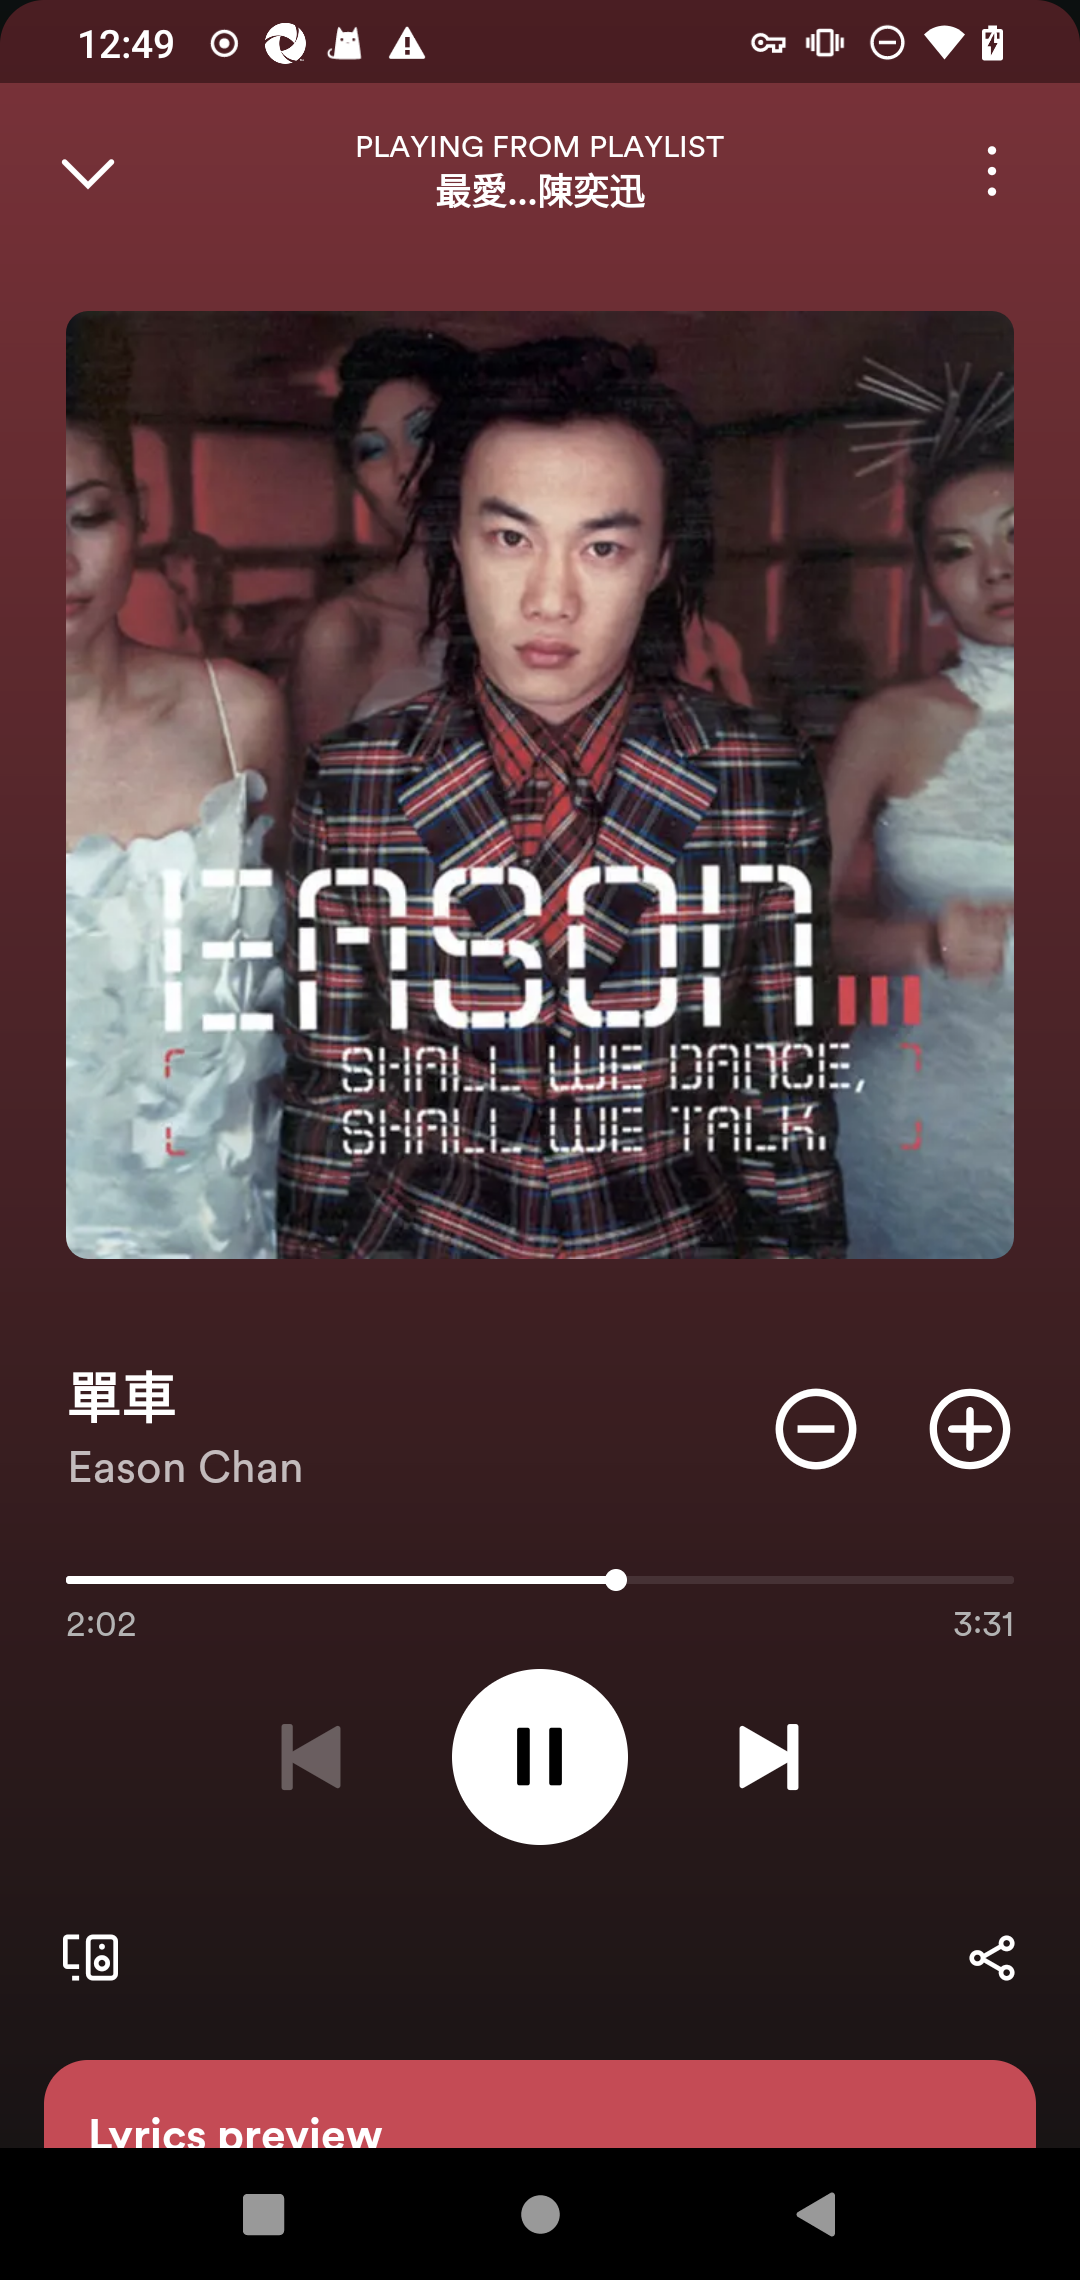 12:49
PLAYING FROM PLAYLIST
最愛...陳奕迅
EASON...
SHALL WE DANCE,
SHALL WE TALK.
單車
Eason Chan
2:02
3:31
Lyrics preview